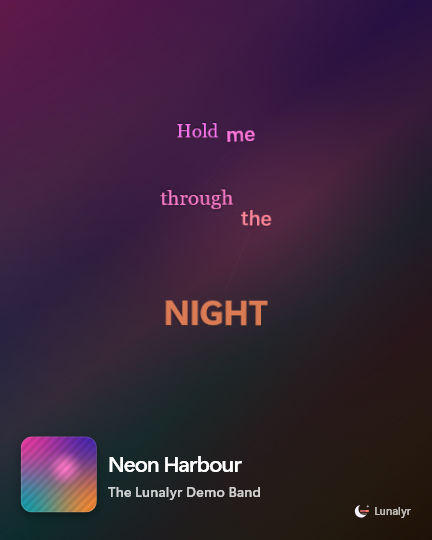 Hold me
through the
NIGHT
Neon Harbour
The Lunalyr Demo Band
Lunalyr